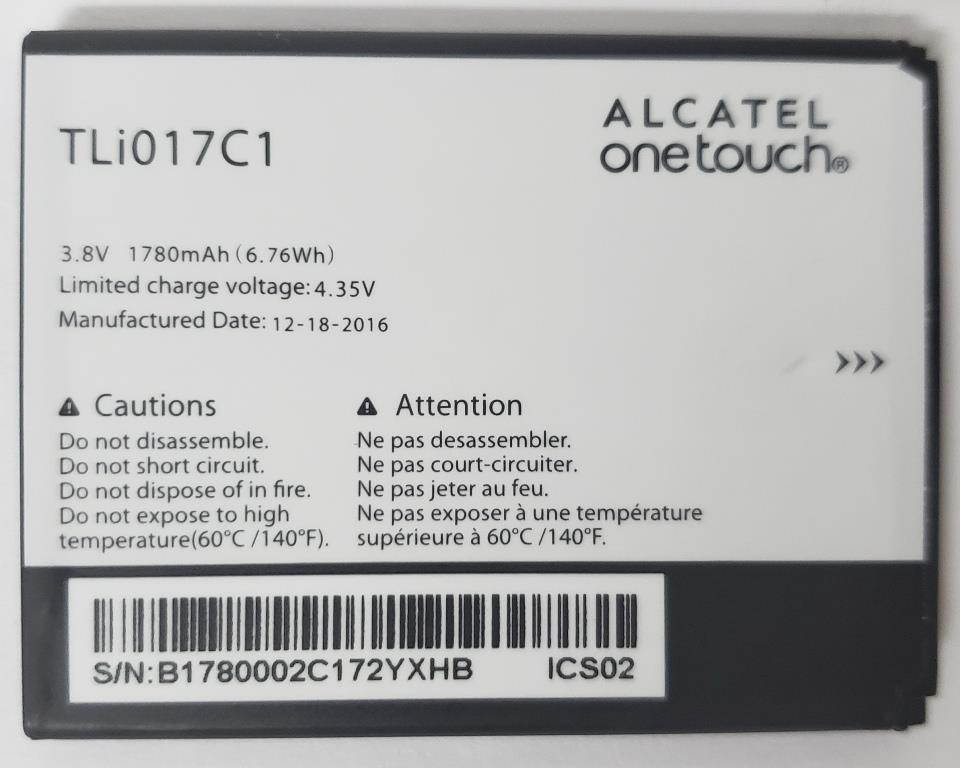 TLi017C1
ALCATEL
onetouch®
3.8V 1780mAh (6.76Wh)
Limited charge voltage: 4.35V
Manufactured Date: 12-18-2016
Cautions
Do not disassemble.
Do not short circuit.
Do not dispose of in fire.
Do not expose to high
temperature(60°C /140°F).
Attention
Ne pas desassembler.
Ne pas court-circuiter.
Ne pas jeter au feu.
Ne pas exposer à une température
supérieure à 60°C /140°F.
S/N:B1780002C172YXHB ICS02